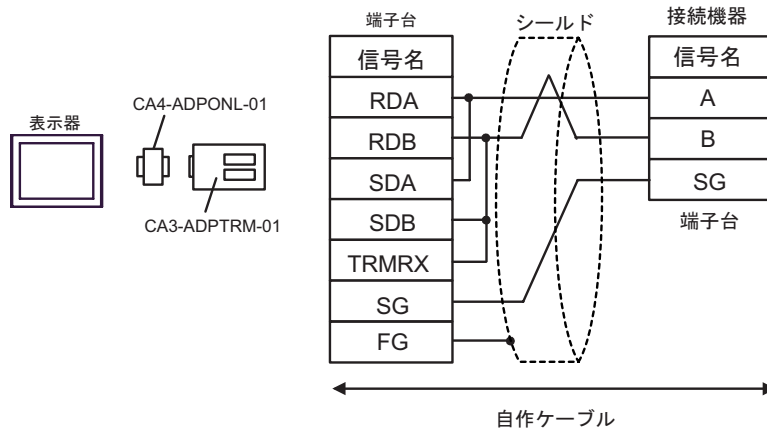 表示器
CA4-ADPONL-01
CA3-ADPTRM-01
端子台
信号名
RDA
RDB
SDA
SDB
TRMRX
SG
FG
シールド
接続機器
信号名
A
B
SG
端子台
自作ケーブル